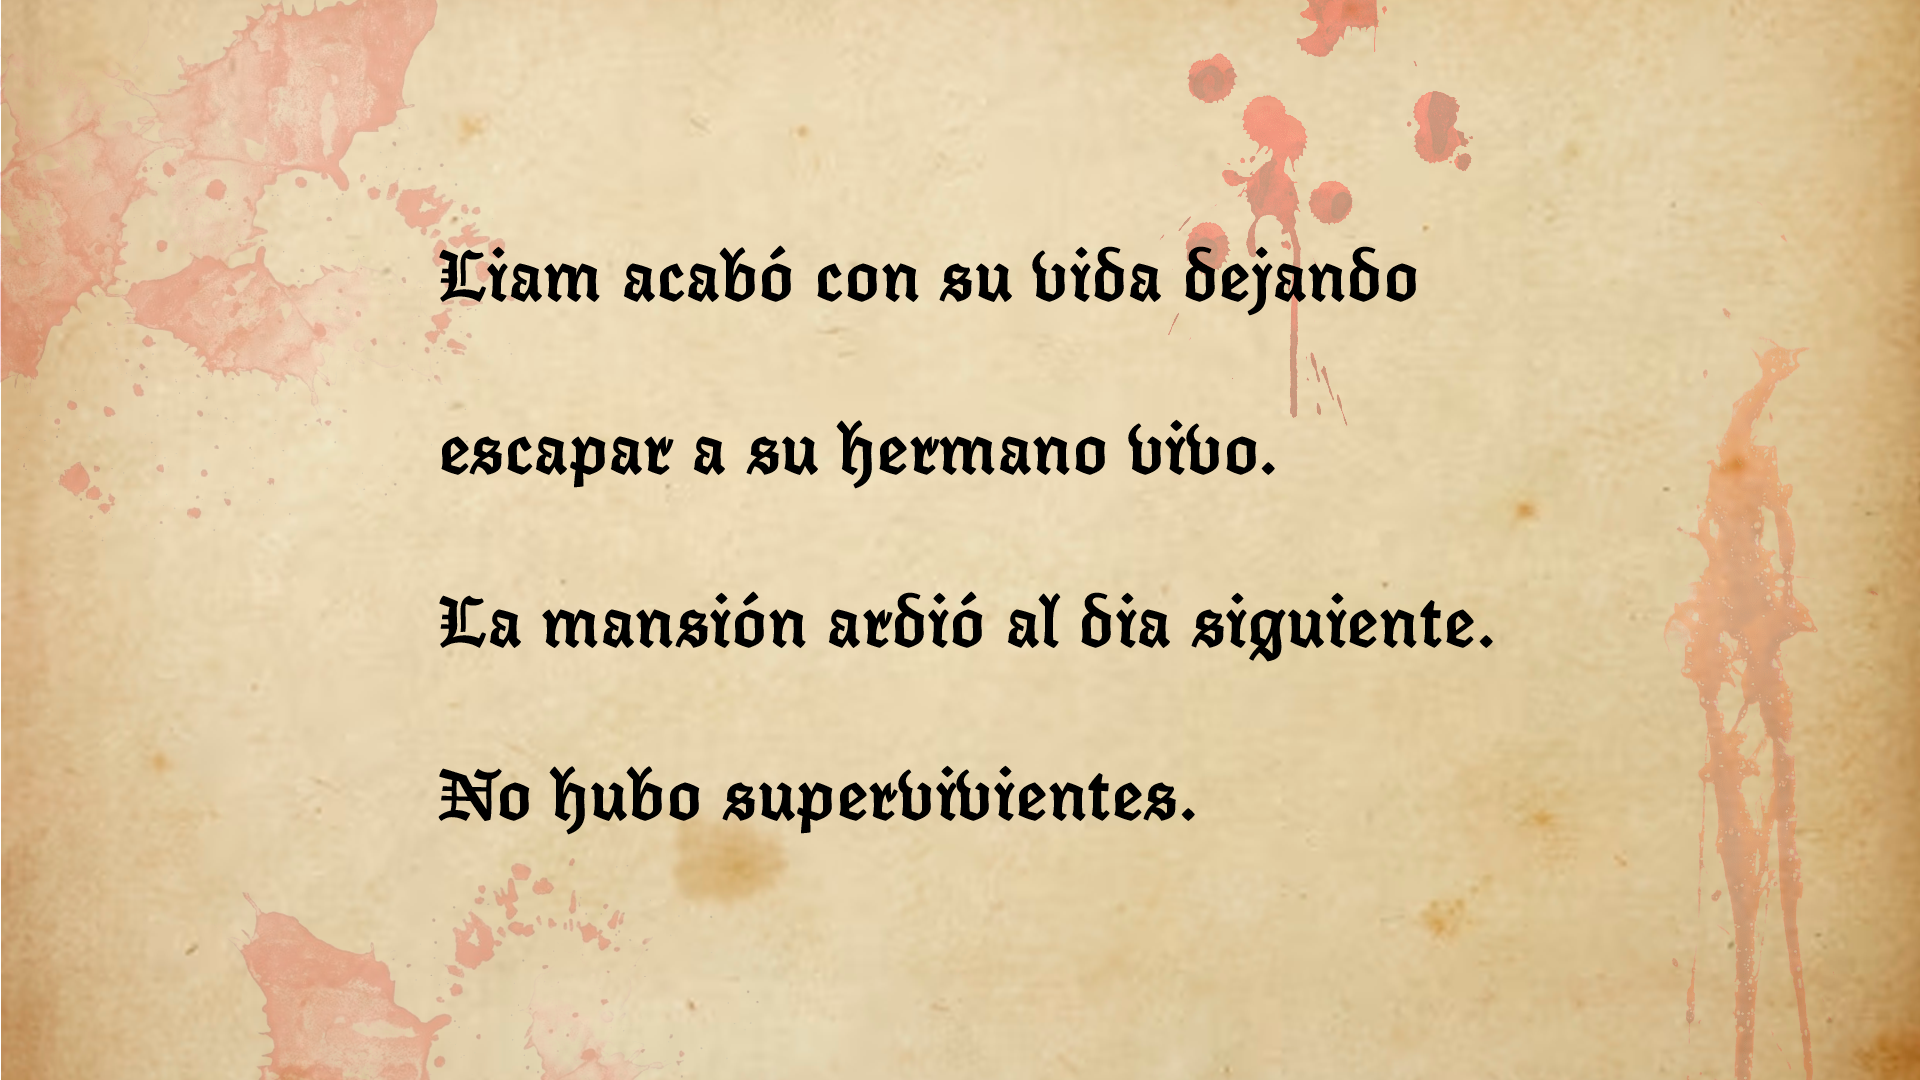 Liam acabó con su vida dejando
escapar a su hermano vivo.
La mansión ardió al dia siguiente.
No hubo supervivientes.